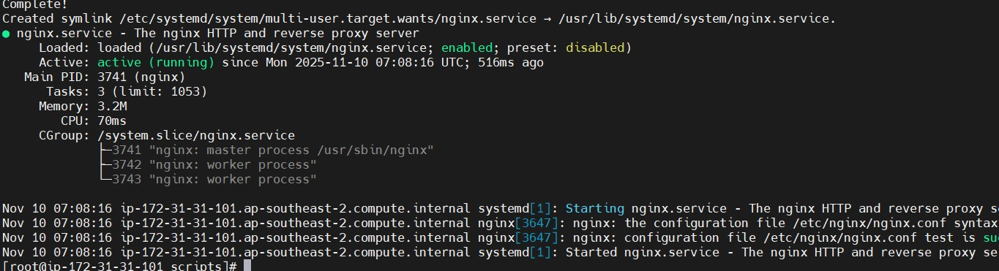 Complete!
Created symlink /etc/systemd/system/multi-user.target.wants/nginx.service → /usr/lib/systemd/system/nginx.service.
● nginx.service - The nginx HTTP and reverse proxy server
     Loaded: loaded (/usr/lib/systemd/system/nginx.service; enabled; preset: disabled)
     Active: active (running) since Mon 2025-11-10 07:08:16 UTC; 516ms ago
   Main PID: 3741 (nginx)
      Tasks: 3 (limit: 1053)
     Memory: 3.2M
        CPU: 70ms
     CGroup: /system.slice/nginx.service
             ├─3741 "nginx: master process /usr/sbin/nginx"
             ├─3742 "nginx: worker process"
             └─3743 "nginx: worker process"
Nov 10 07:08:16 ip-172-31-31-101.ap-southeast-2.compute.internal systemd[1]: Starting nginx.service - The nginx HTTP and reverse proxy se
Nov 10 07:08:16 ip-172-31-31-101.ap-southeast-2.compute.internal nginx[3647]: nginx: the configuration file /etc/nginx/nginx.conf syntax
Nov 10 07:08:16 ip-172-31-31-101.ap-southeast-2.compute.internal nginx[3647]: nginx: configuration file /etc/nginx/nginx.conf test is suc
Nov 10 07:08:16 ip-172-31-31-101.ap-southeast-2.compute.internal systemd[1]: Started nginx.service - The nginx HTTP and reverse proxy se
[root@ip-172-31-31-101 scripts]#